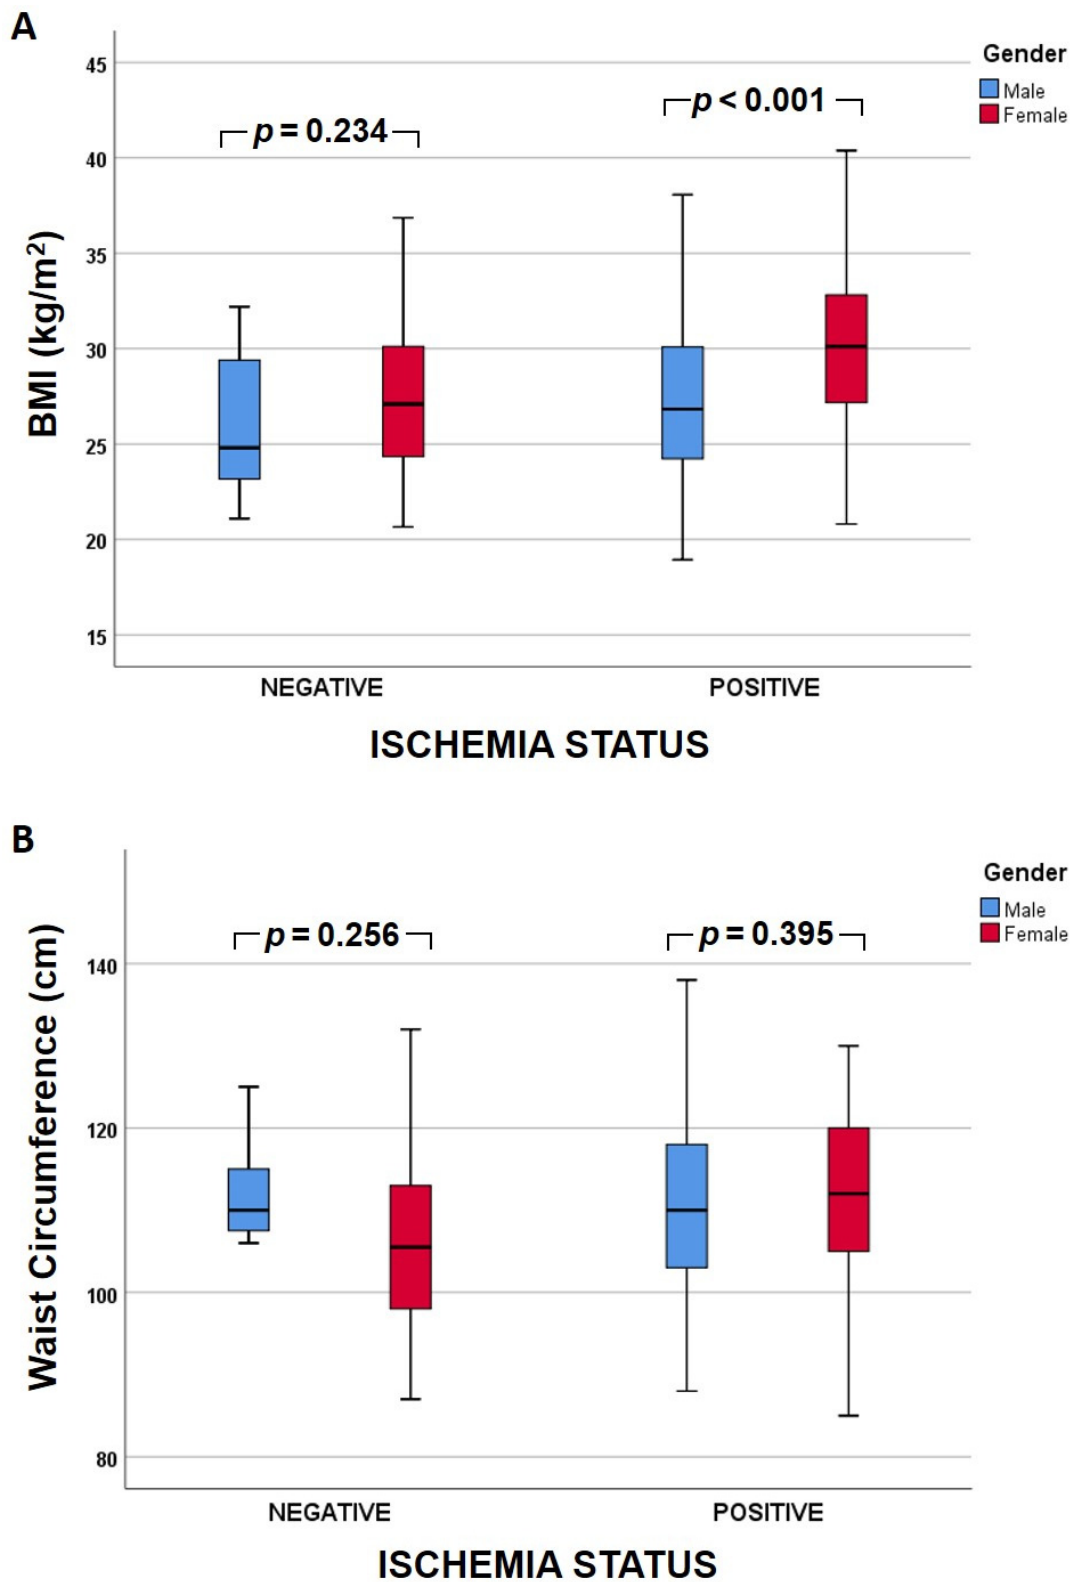 A
Gender
Male
Female
p < 0.001
p = 0.234
45
40
35
30
25
20
15
BMI (kg/m²)
NEGATIVE POSITIVE
ISCHEMIA STATUS
B
Gender
Male
Female
p = 0.256 p = 0.395
140
120
100
80
Waist Circumference (cm)
NEGATIVE POSITIVE
ISCHEMIA STATUS